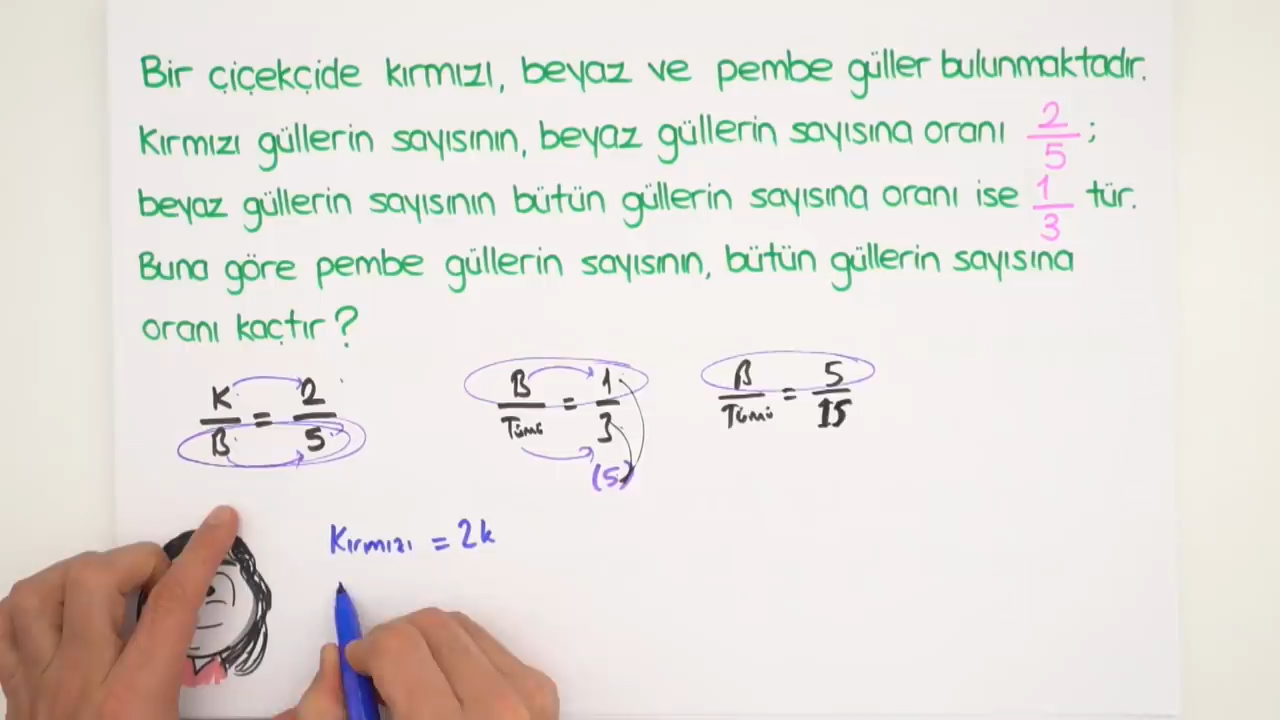 Bir çiçekçide kırmızı, beyaz ve pembe güller bulunmaktadır.
Kırmızı güllerin sayısının, beyaz güllerin sayısına oranı 2/5;
beyaz güllerin sayısının bütün güllerin sayısına oranı ise 1/3 tür.
Buna göre pembe güllerin sayısının, bütün güllerin sayısına
oranı kaçtır?
K/B = 2/5 B/Tümü = 1/3 B/Tümü = 5/15
(5)
Kırmızı = 2k